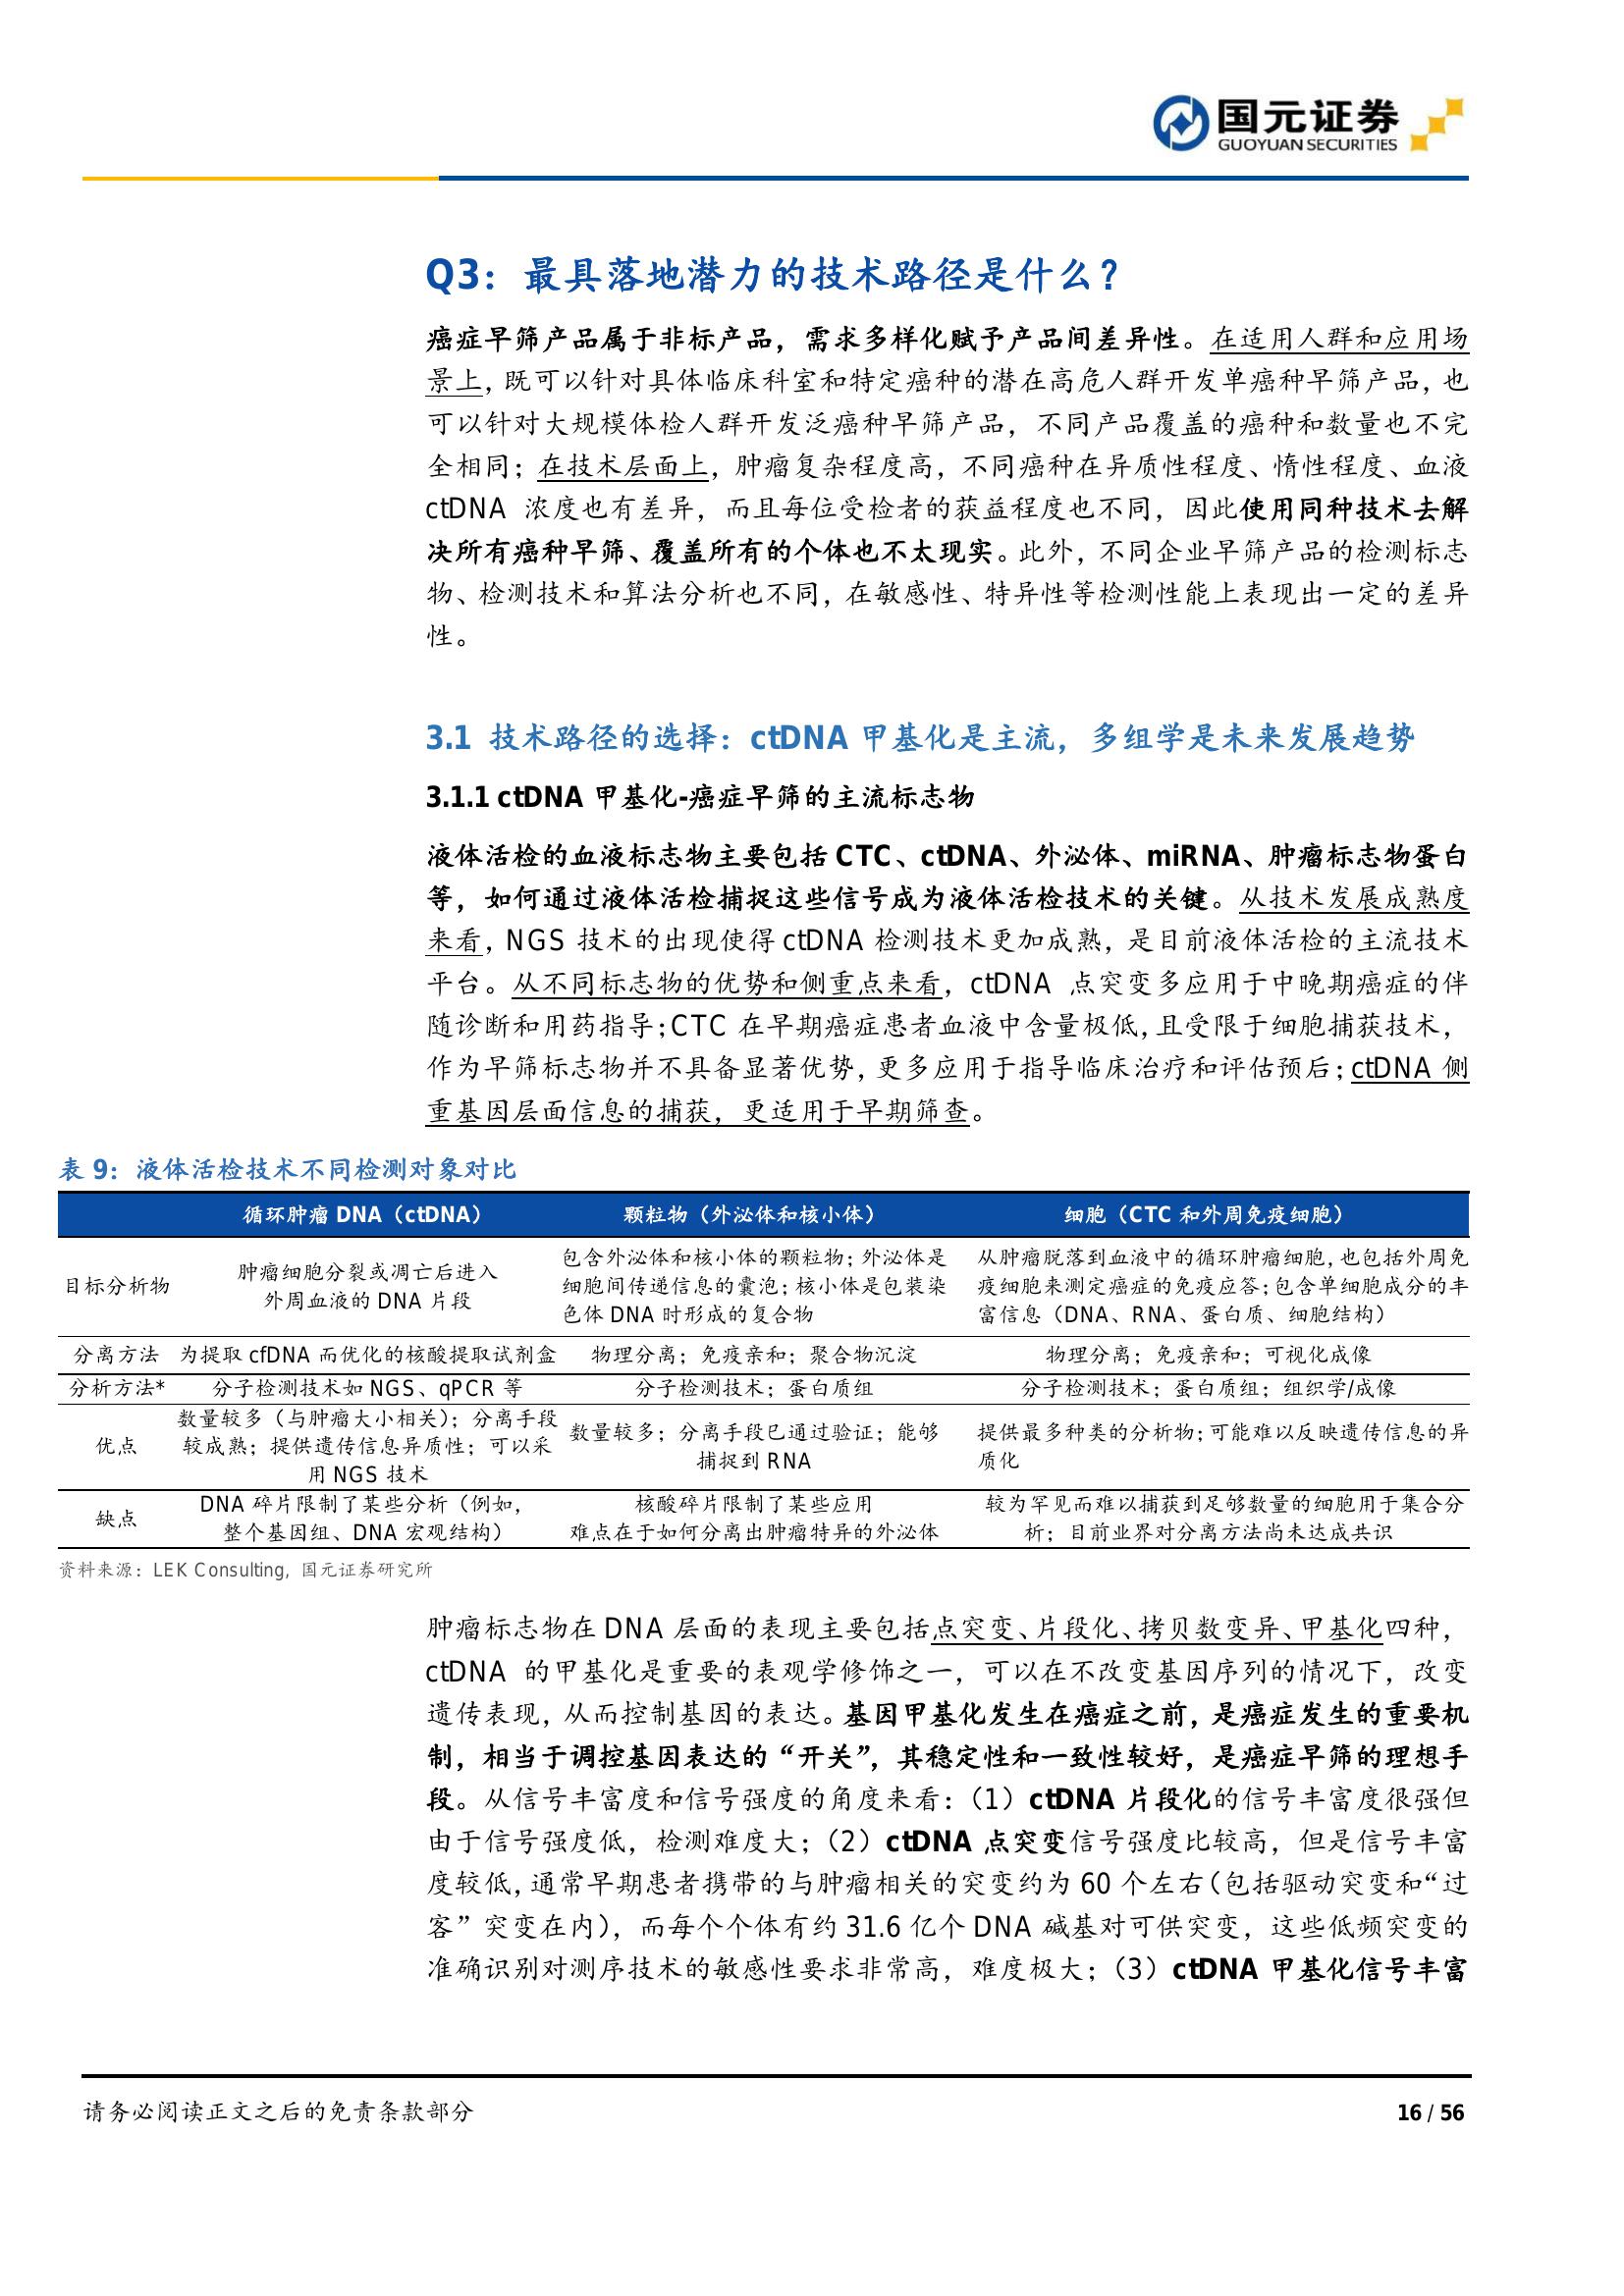 国元证券
GUOYUAN SECURITIES
Q3：最具落地潜力的技术路径是什么？
癌症早筛产品属于非标产品，需求多样化赋予产品间差异性。在适用人群和应用场
景上，既可以针对具体临床科室和特定癌种的潜在高危人群开发单癌种早筛产品，也
可以针对大规模体检人群开发泛癌种早筛产品，不同产品覆盖的癌种和数量也不完
全相同；在技术层面上，肿瘤复杂程度高，不同癌种在异质性程度、惰性程度、血液
ctDNA 浓度也有差异，而且每位受检者的获益程度也不同，因此使用同种技术去解
决所有癌种早筛、覆盖所有的个体也不太现实。此外，不同企业早筛产品的检测标志
物、检测技术和算法分析也不同，在敏感性、特异性等检测性能上表现出一定的差异
性。
3.1 技术路径的选择：ctDNA 甲基化是主流，多组学是未来发展趋势
3.1.1 ctDNA 甲基化-癌症早筛的主流标志物
液体活检的血液标志物主要包括 CTC、ctDNA、外泌体、miRNA、肿瘤标志物蛋白
等，如何通过液体活检捕捉这些信号成为液体活检技术的关键。从技术发展成熟度
来看，NGS 技术的出现使得 ctDNA 检测技术更加成熟，是目前液体活检的主流技术
平台。从不同标志物的优势和侧重点来看，ctDNA 点突变多应用于中晚期癌症的伴
随诊断和用药指导；CTC 在早期癌症患者血液中含量极低，且受限于细胞捕获技术，
作为早筛标志物并不具备显著优势，更多应用于指导临床治疗和评估预后；ctDNA 侧
重基因层面信息的捕获，更适用于早期筛查。
表 9：液体活检技术不同检测对象对比
循环肿瘤 DNA（ctDNA） 颗粒物（外泌体和核小体） 细胞（CTC 和外周免疫细胞）
目标分析物
肿瘤细胞分裂或凋亡后进入
外周血液的 DNA 片段
包含外泌体和核小体的颗粒物；外泌体是
细胞间传递信息的囊泡；核小体是包装染
色体 DNA 时形成的复合物
从肿瘤脱落到血液中的循环肿瘤细胞，也包括外周免
疫细胞来测定癌症的免疫应答；包含单细胞成分的丰
富信息（DNA、RNA、蛋白质、细胞结构）
分离方法 为提取 cfDNA 而优化的核酸提取试剂盒 物理分离；免疫亲和；聚合物沉淀 物理分离；免疫亲和；可视化成像
分析方法* 分子检测技术如 NGS、qPCR 等 分子检测技术；蛋白质组 分子检测技术；蛋白质组；组织学/成像
优点
数量较多（与肿瘤大小相关）；分离手段
较成熟；提供遗传信息异质性；可以采
用 NGS 技术
数量较多；分离手段已通过验证；能够
捕捉到 RNA
提供最多种类的分析物；可能难以反映遗传信息的异
质化
缺点
DNA 碎片限制了某些分析（例如，
整个基因组、DNA 宏观结构）
核酸碎片限制了某些应用
难点在于如何分离出肿瘤特异的外泌体
较为罕见而难以捕获到足够数量的细胞用于集合分
析；目前业界对分离方法尚未达成共识
资料来源：LEK Consulting，国元证券研究所
肿瘤标志物在 DNA 层面的表现主要包括点突变、片段化、拷贝数变异、甲基化四种，
ctDNA 的甲基化是重要的表观学修饰之一，可以在不改变基因序列的情况下，改变
遗传表现，从而控制基因的表达。基因甲基化发生在癌症之前，是癌症发生的重要机
制，相当于调控基因表达的“开关”，其稳定性和一致性较好，是癌症早筛的理想手
段。从信号丰富度和信号强度的角度来看：（1）ctDNA 片段化的信号丰富度很强但
由于信号强度低，检测难度大；（2）ctDNA 点突变信号强度比较高，但是信号丰富
度较低，通常早期患者携带的与肿瘤相关的突变约为 60 个左右（包括驱动突变和“过
客”突变在内），而每个个体有约 31.6 亿个 DNA 碱基对可供突变，这些低频突变的
准确识别对测序技术的敏感性要求非常高，难度极大；（3）ctDNA 甲基化信号丰富
请务必阅读正文之后的免责条款部分
16 / 56